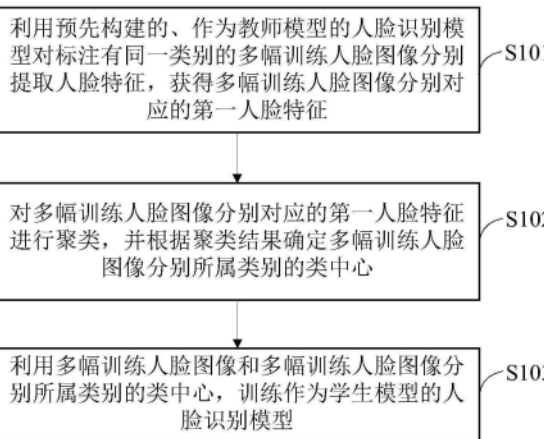 利用预先构建的、作为教师模型的人脸识别模
型对标注有同一类别的多幅训练人脸图像分别
提取人脸特征，获得多幅训练人脸图像分别对
应的第一人脸特征
S101
对多幅训练人脸图像分别对应的第一人脸特征
进行聚类，并根据聚类结果确定多幅训练人脸
图像分别所属类别的类中心
S102
利用多幅训练人脸图像和多幅训练人脸图像分
别所属类别的类中心，训练作为学生模型的人
脸识别模型
S103